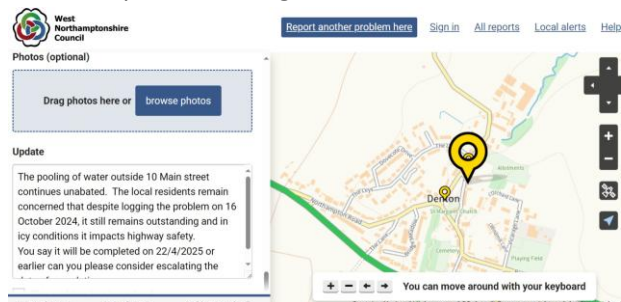 West
Northamptonshire
Council
Report another problem here Sign in All reports Local alerts Help
Photos (optional)
Drag photos here or browse photos
Update
The pooling of water outside 10 Main street
continues unabated. The local residents remain
concerned that despite logging the problem on 16
October 2024, it still remains outstanding and in
icy conditions it impacts highway safety.
You say it will be completed on 22/4/2025 or
earlier can you please consider escalating the
Northampton Road
Denton
Allotments
Cemetery
Playing Field
+ − ← → You can move around with your keyboard
+
−